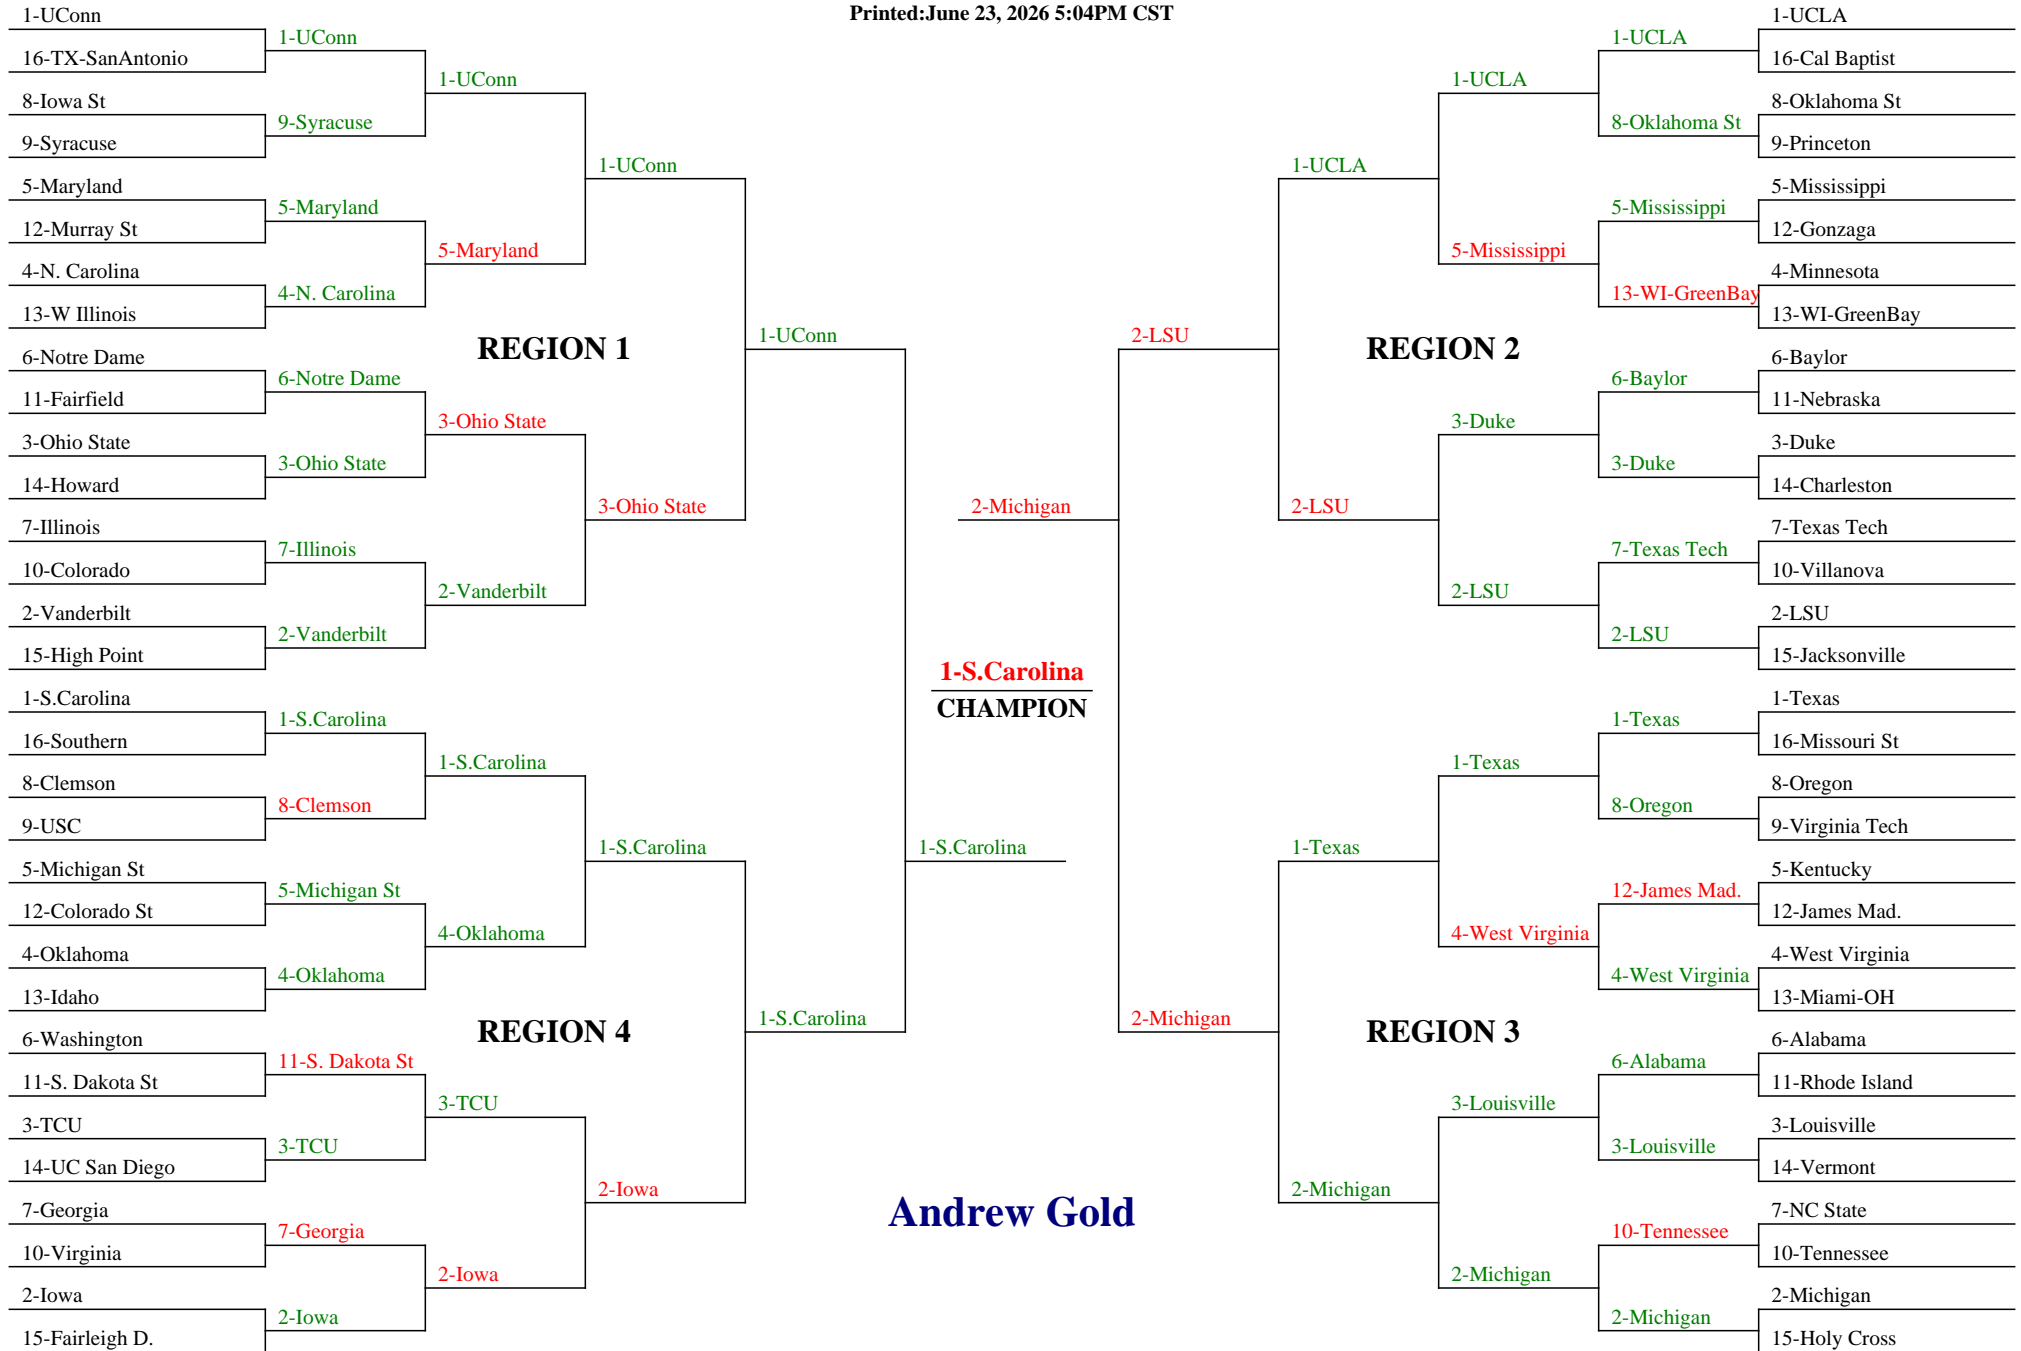 Printed:June 23, 2026 5:04PM CST
1-UConn
16-TX-SanAntonio
8-Iowa St
9-Syracuse
5-Maryland
12-Murray St
4-N. Carolina
13-W Illinois
6-Notre Dame
11-Fairfield
3-Ohio State
14-Howard
7-Illinois
10-Colorado
2-Vanderbilt
15-High Point
1-S.Carolina
16-Southern
8-Clemson
9-USC
5-Michigan St
12-Colorado St
4-Oklahoma
13-Idaho
6-Washington
11-S. Dakota St
3-TCU
14-UC San Diego
7-Georgia
10-Virginia
2-Iowa
15-Fairleigh D.
1-UConn
9-Syracuse
5-Maryland
4-N. Carolina
6-Notre Dame
3-Ohio State
7-Illinois
2-Vanderbilt
1-S.Carolina
8-Clemson
5-Michigan St
4-Oklahoma
11-S. Dakota St
3-TCU
7-Georgia
2-Iowa
1-UConn
5-Maryland
3-Ohio State
2-Vanderbilt
1-S.Carolina
4-Oklahoma
3-TCU
2-Iowa
REGION 1
REGION 4
1-UConn
3-Ohio State
1-S.Carolina
2-Iowa
1-UConn
1-S.Carolina
1-S.Carolina
1-S.Carolina
CHAMPION
Andrew Gold
2-Michigan
2-LSU
2-Michigan
1-UCLA
2-LSU
1-Texas
2-Michigan
REGION 2
REGION 3
1-UCLA
5-Mississippi
3-Duke
2-LSU
1-Texas
4-West Virginia
3-Louisville
2-Michigan
1-UCLA
8-Oklahoma St
5-Mississippi
13-WI-GreenBay
6-Baylor
3-Duke
7-Texas Tech
2-LSU
1-Texas
8-Oregon
12-James Mad.
4-West Virginia
6-Alabama
3-Louisville
10-Tennessee
2-Michigan
1-UCLA
16-Cal Baptist
8-Oklahoma St
9-Princeton
5-Mississippi
12-Gonzaga
4-Minnesota
13-WI-GreenBay
6-Baylor
11-Nebraska
3-Duke
14-Charleston
7-Texas Tech
10-Villanova
2-LSU
15-Jacksonville
1-Texas
16-Missouri St
8-Oregon
9-Virginia Tech
5-Kentucky
12-James Mad.
4-West Virginia
13-Miami-OH
6-Alabama
11-Rhode Island
3-Louisville
14-Vermont
7-NC State
10-Tennessee
2-Michigan
15-Holy Cross